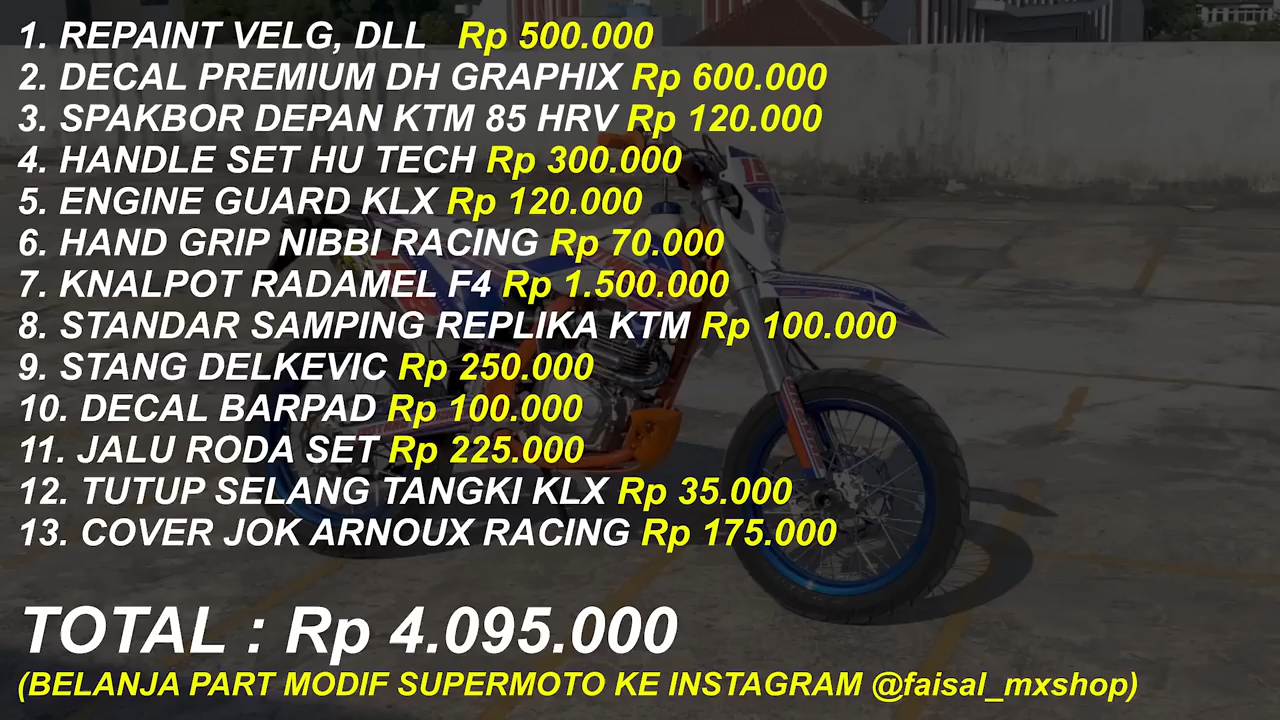 1. REPAINT VELG, DLL Rp 500.000
2. DECAL PREMIUM DH GRAPHIX Rp 600.000
3. SPAKBOR DEPAN KTM 85 HRV Rp 120.000
4. HANDLE SET HU TECH Rp 300.000
5. ENGINE GUARD KLX Rp 120.000
6. HAND GRIP NIBBI RACING Rp 70.000
7. KNALPOT RADAMEL F4 Rp 1.500.000
8. STANDAR SAMPING REPLIKA KTM Rp 100.000
9. STANG DELKEVIC Rp 250.000
10. DECAL BARPAD Rp 100.000
11. JALU RODA SET Rp 225.000
12. TUTUP SELANG TANGKI KLX Rp 35.000
13. COVER JOK ARNOUX RACING Rp 175.000
TOTAL : Rp 4.095.000
(BELANJA PART MODIF SUPERMOTO KE INSTAGRAM @faisal_mxshop)